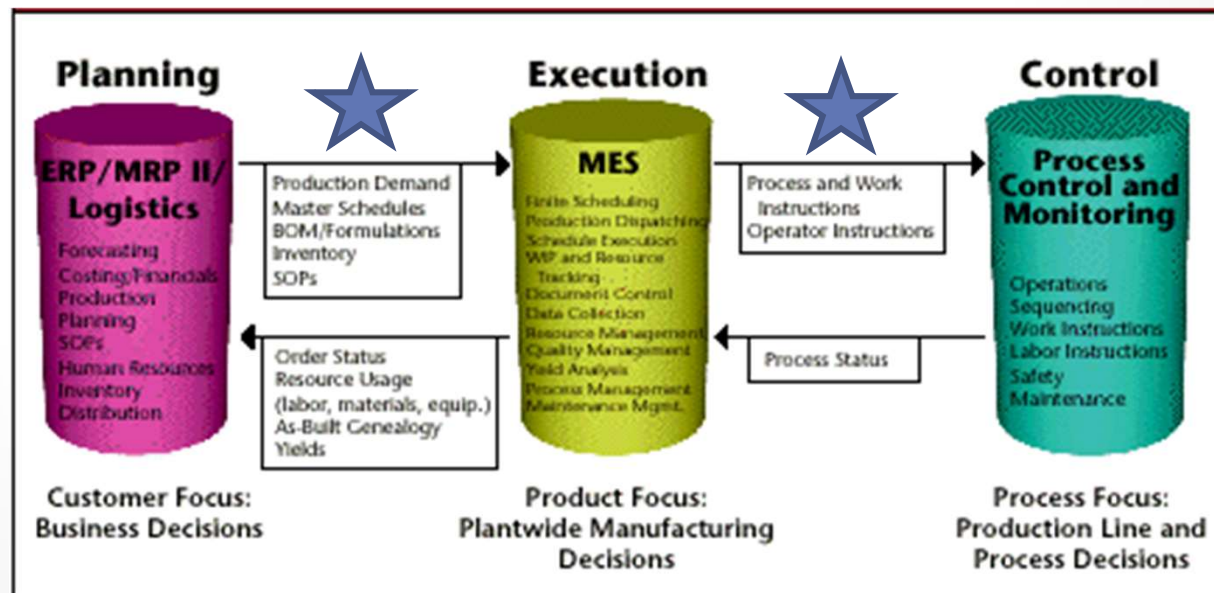 Planning
ERP/MRP II/
Logistics
Forecasting
Costing/Financials
Production
Planning
SOPs
Human Resources
Inventory
Distribution
Customer Focus:
Business Decisions
Production Demand
Master Schedules
BOM/Formulations
Inventory
SOPs
Order Status
Resource Usage
(labor, materials, equip.)
As-Built Genealogy
Yields
Execution
MES
Finite Scheduling
Production Dispatching
Schedule Execution
WIP and Resource
Tracking
Document Control
Data Collection
Resource Management
Quality Management
Yield Analysis
Process Management
Maintenance Mgmt.
Product Focus:
Plantwide Manufacturing
Decisions
Process and Work
Instructions
Operator Instructions
Process Status
Control
Process
Control and
Monitoring
Operations
Sequencing
Work Instructions
Labor Instructions
Safety
Maintenance
Process Focus:
Production Line and
Process Decisions